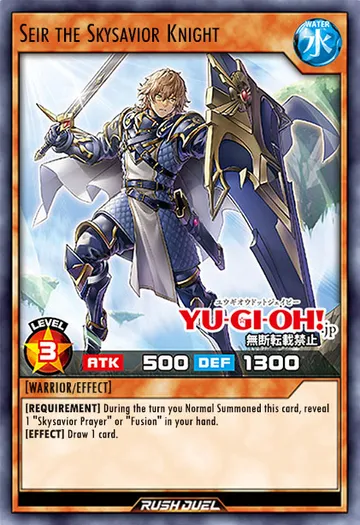 Seir the Skysavior Knight
WATER
水
ユウギオウドットジェイピー
YU-GI-OH!.jp
無断転載禁止
LEVEL
3
ATK 500 DEF 1300
[WARRIOR/EFFECT]
[REQUIREMENT] During the turn you Normal Summoned this card, reveal
1 "Skysavior Prayer" or "Fusion" in your hand.
[EFFECT] Draw 1 card.
RUSH DUEL